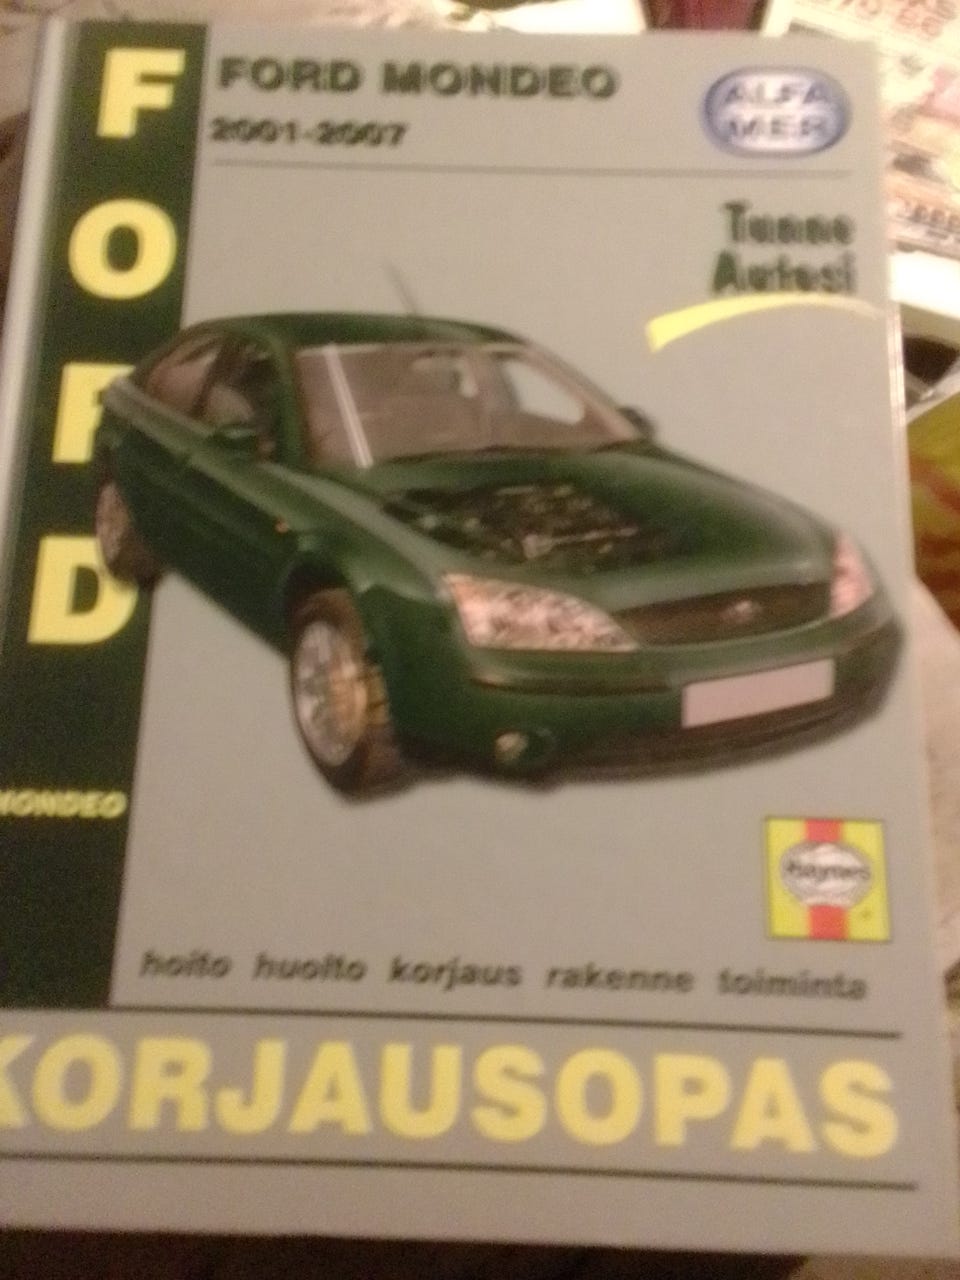 FORD
FORD MONDEO
2001-2007
ALFA
MER
Tunne
Autosi
MONDEO
Haynes
hoito huolto korjaus rakenne toiminta
KORJAUSOPAS